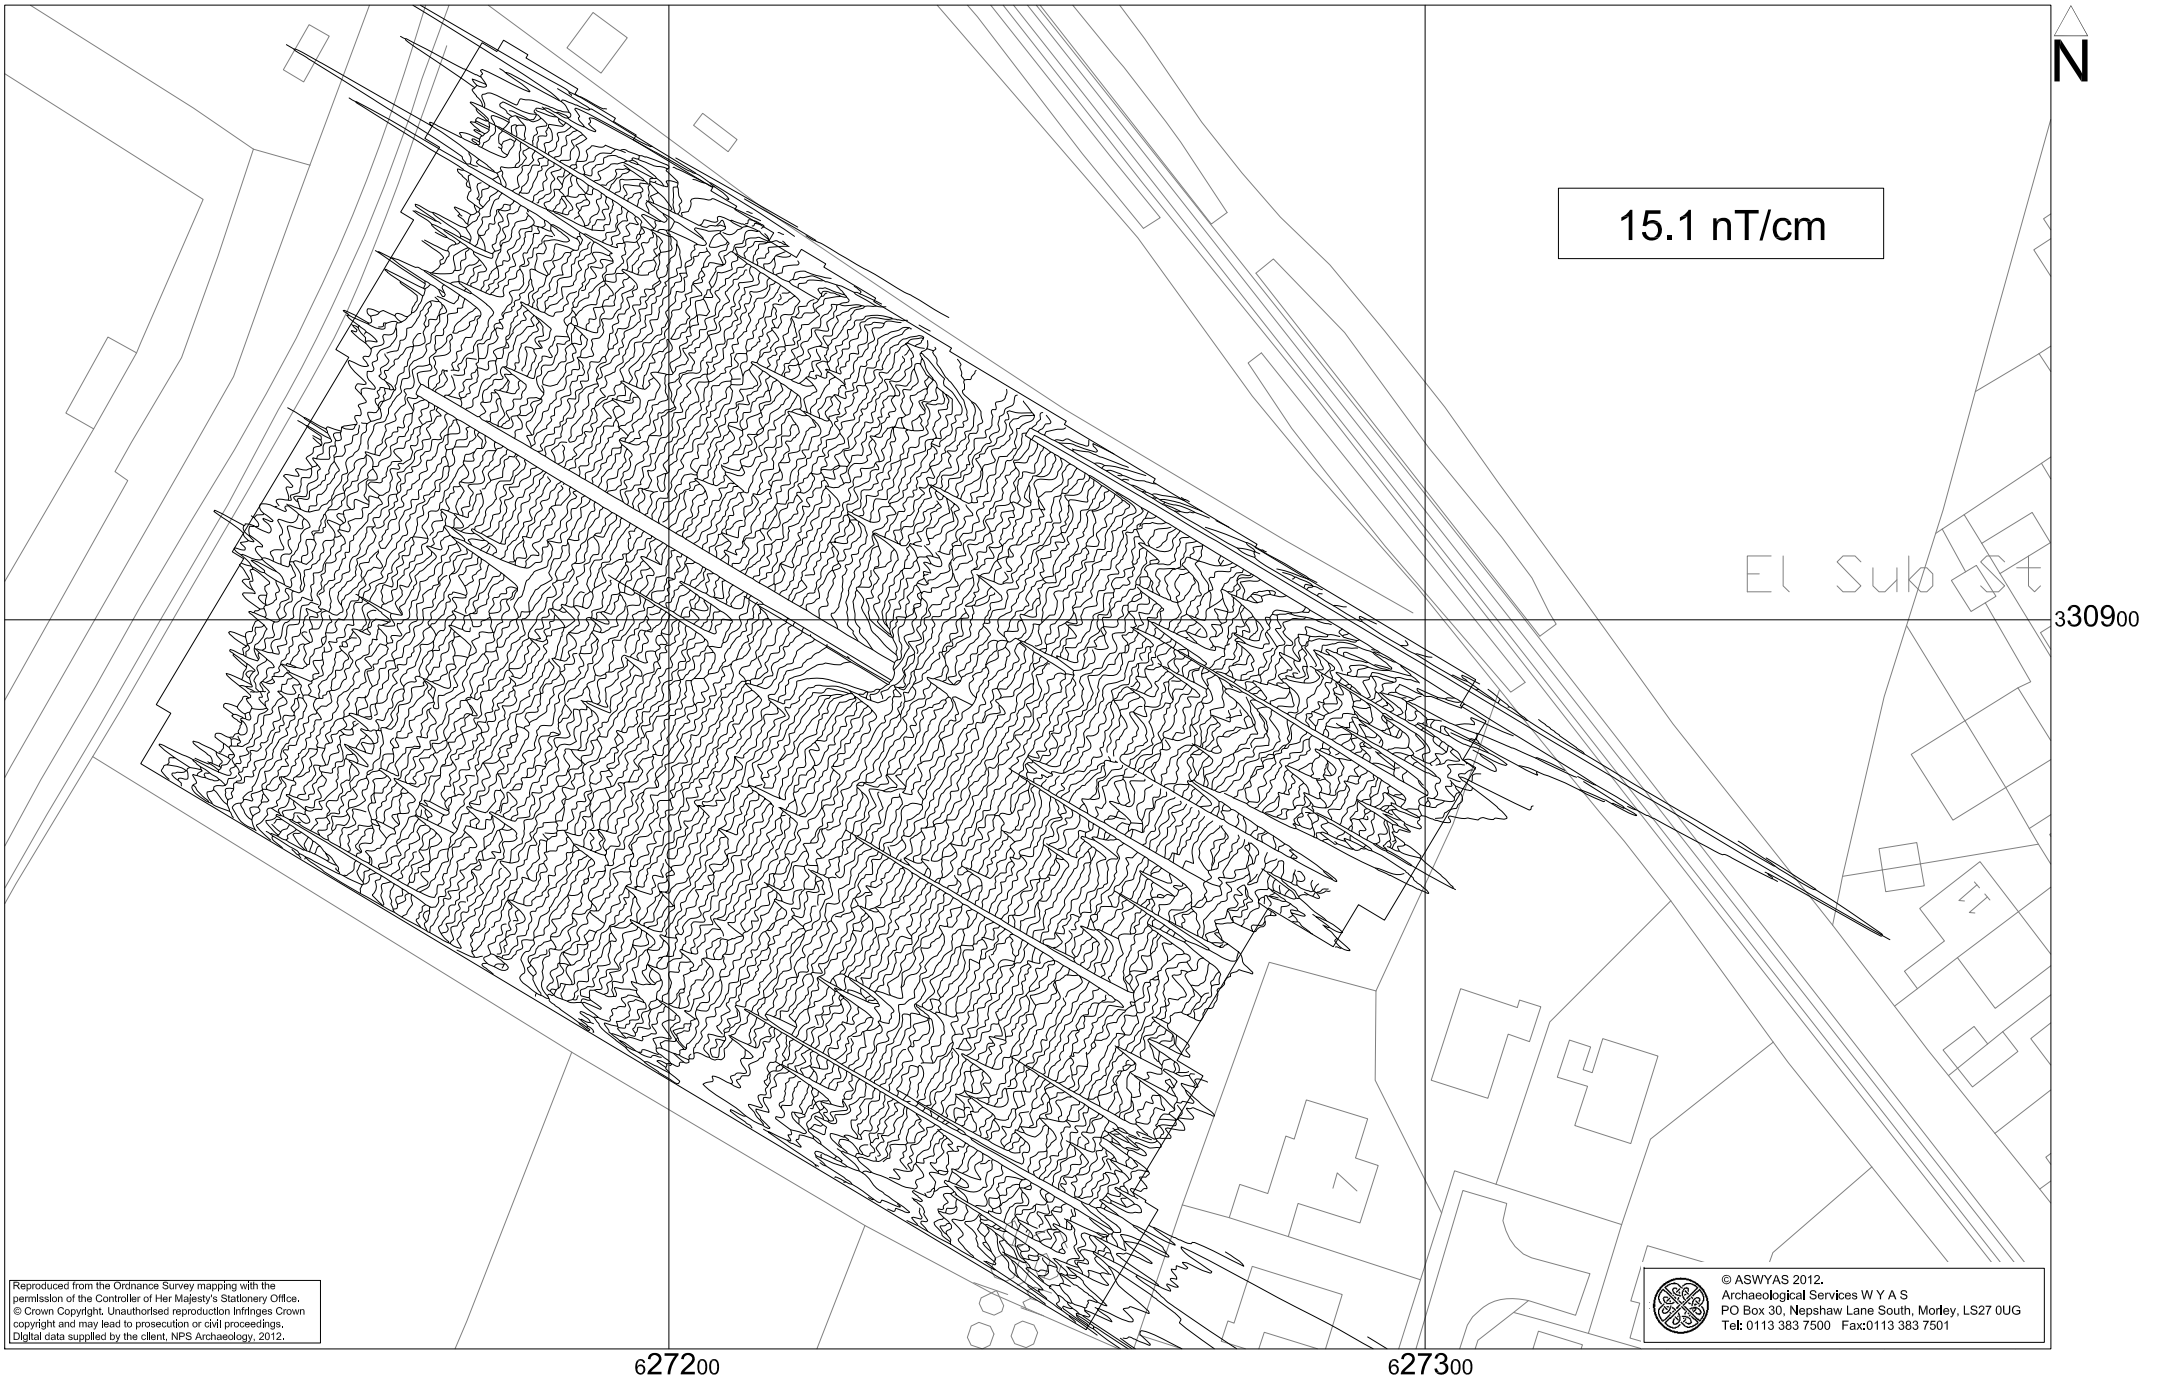 N
15.1 nT/cm
El Sub St
330900
11
7
Reproduced from the Ordnance Survey mapping with the
permission of the Controller of Her Majesty's Stationery Office.
© Crown Copyright. Unauthorised reproduction infringes Crown
copyright and may lead to prosecution or civil proceedings.
Digital data supplied by the client, NPS Archaeology, 2012.
© ASWYAS 2012.
Archaeological Services W Y A S
PO Box 30, Nepshaw Lane South, Morley, LS27 0UG
Tel: 0113 383 7500 Fax:0113 383 7501
627200
627300